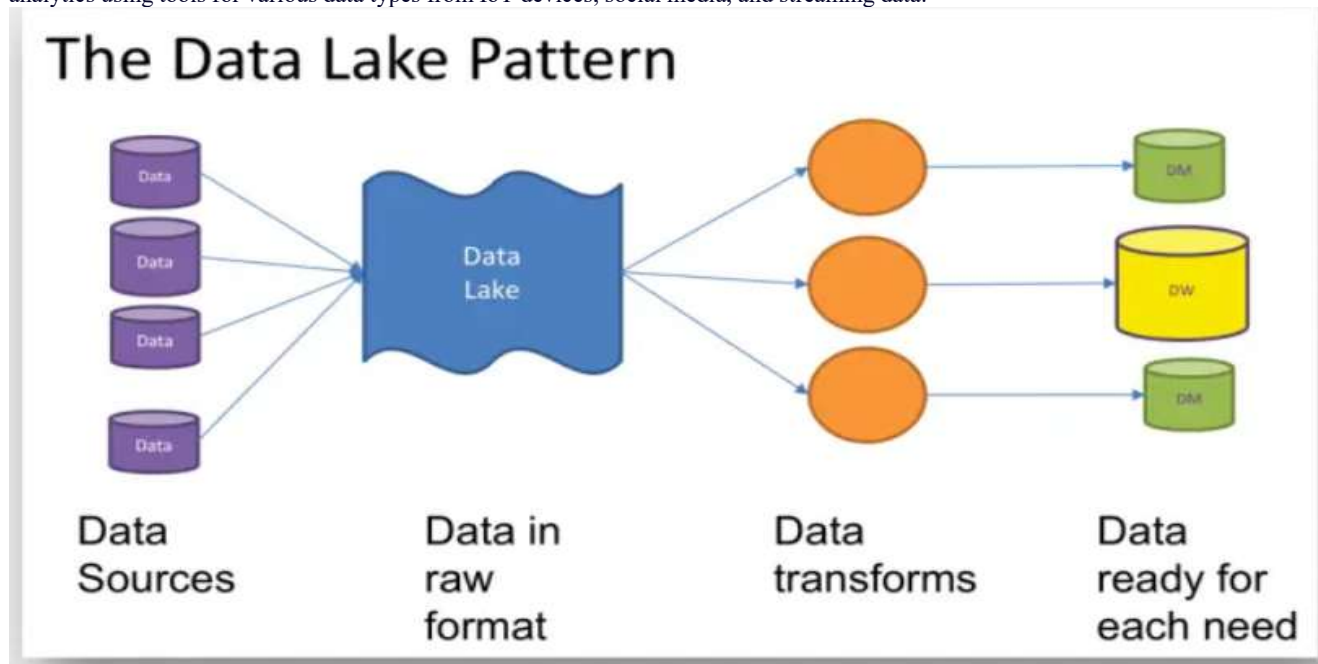 analytics using tools for various data types from IoT devices, social media, and streaming data.
The Data Lake Pattern
Data
Data
Data
Data
Data
Lake
DM
DW
DM
Data
Sources
Data in
raw
format
Data
transforms
Data
ready for
each need